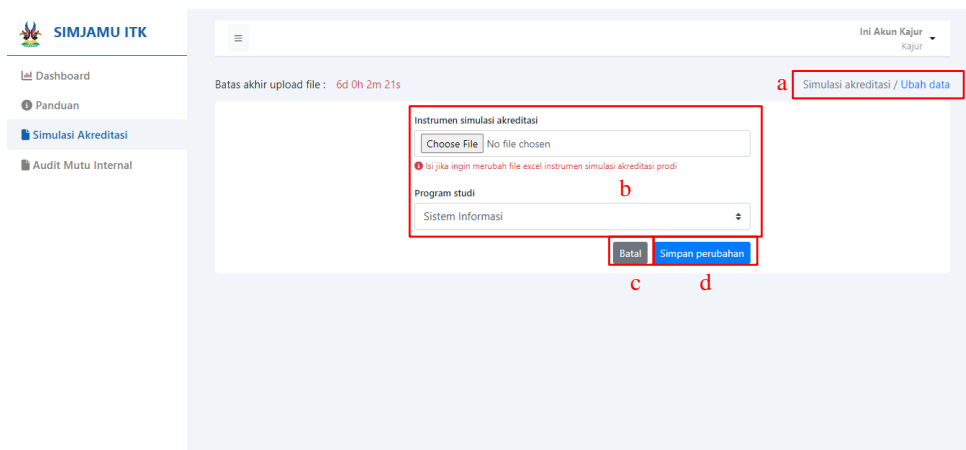 SIMJAMU ITK
Ini Akun Kajur
Kajur
Dashboard
Panduan
Simulasi Akreditasi
Audit Mutu Internal
Batas akhir upload file : 6d 0h 2m 21s
a
Simulasi akreditasi / Ubah data
Instrumen simulasi akreditasi
Choose File No file chosen
Isi jika ingin merubah file excel instrumen simulasi akreditasi prodi
b
Program studi
Sistem Informasi
Batal
Simpan perubahan
c
d